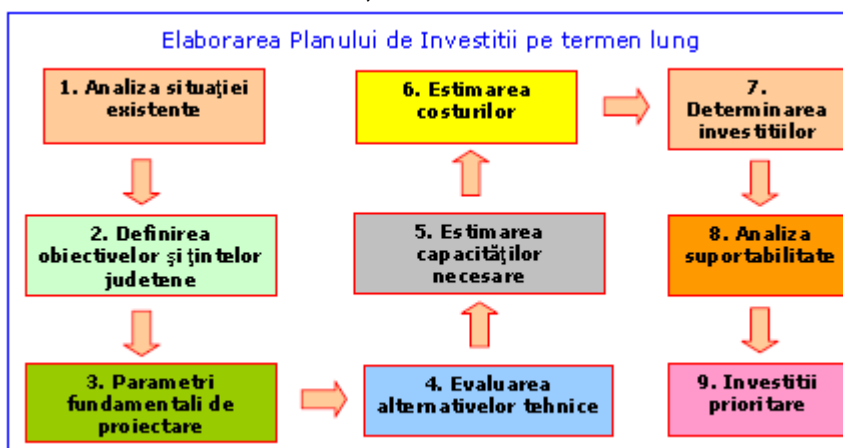 Elaborarea Planului de Investitii pe termen lung
1. Analiza situaţiei
existente
2. Definirea
obiectivelor şi ţintelor
judetene
3. Parametri
fundamentali de
proiectare
4. Evaluarea
alternativelor tehnice
5. Estimarea
capacităţilor
necesare
6. Estimarea
costurilor
7.
Determinarea
investitiilor
8. Analiza
suportabilitate
9. Investitii
prioritare